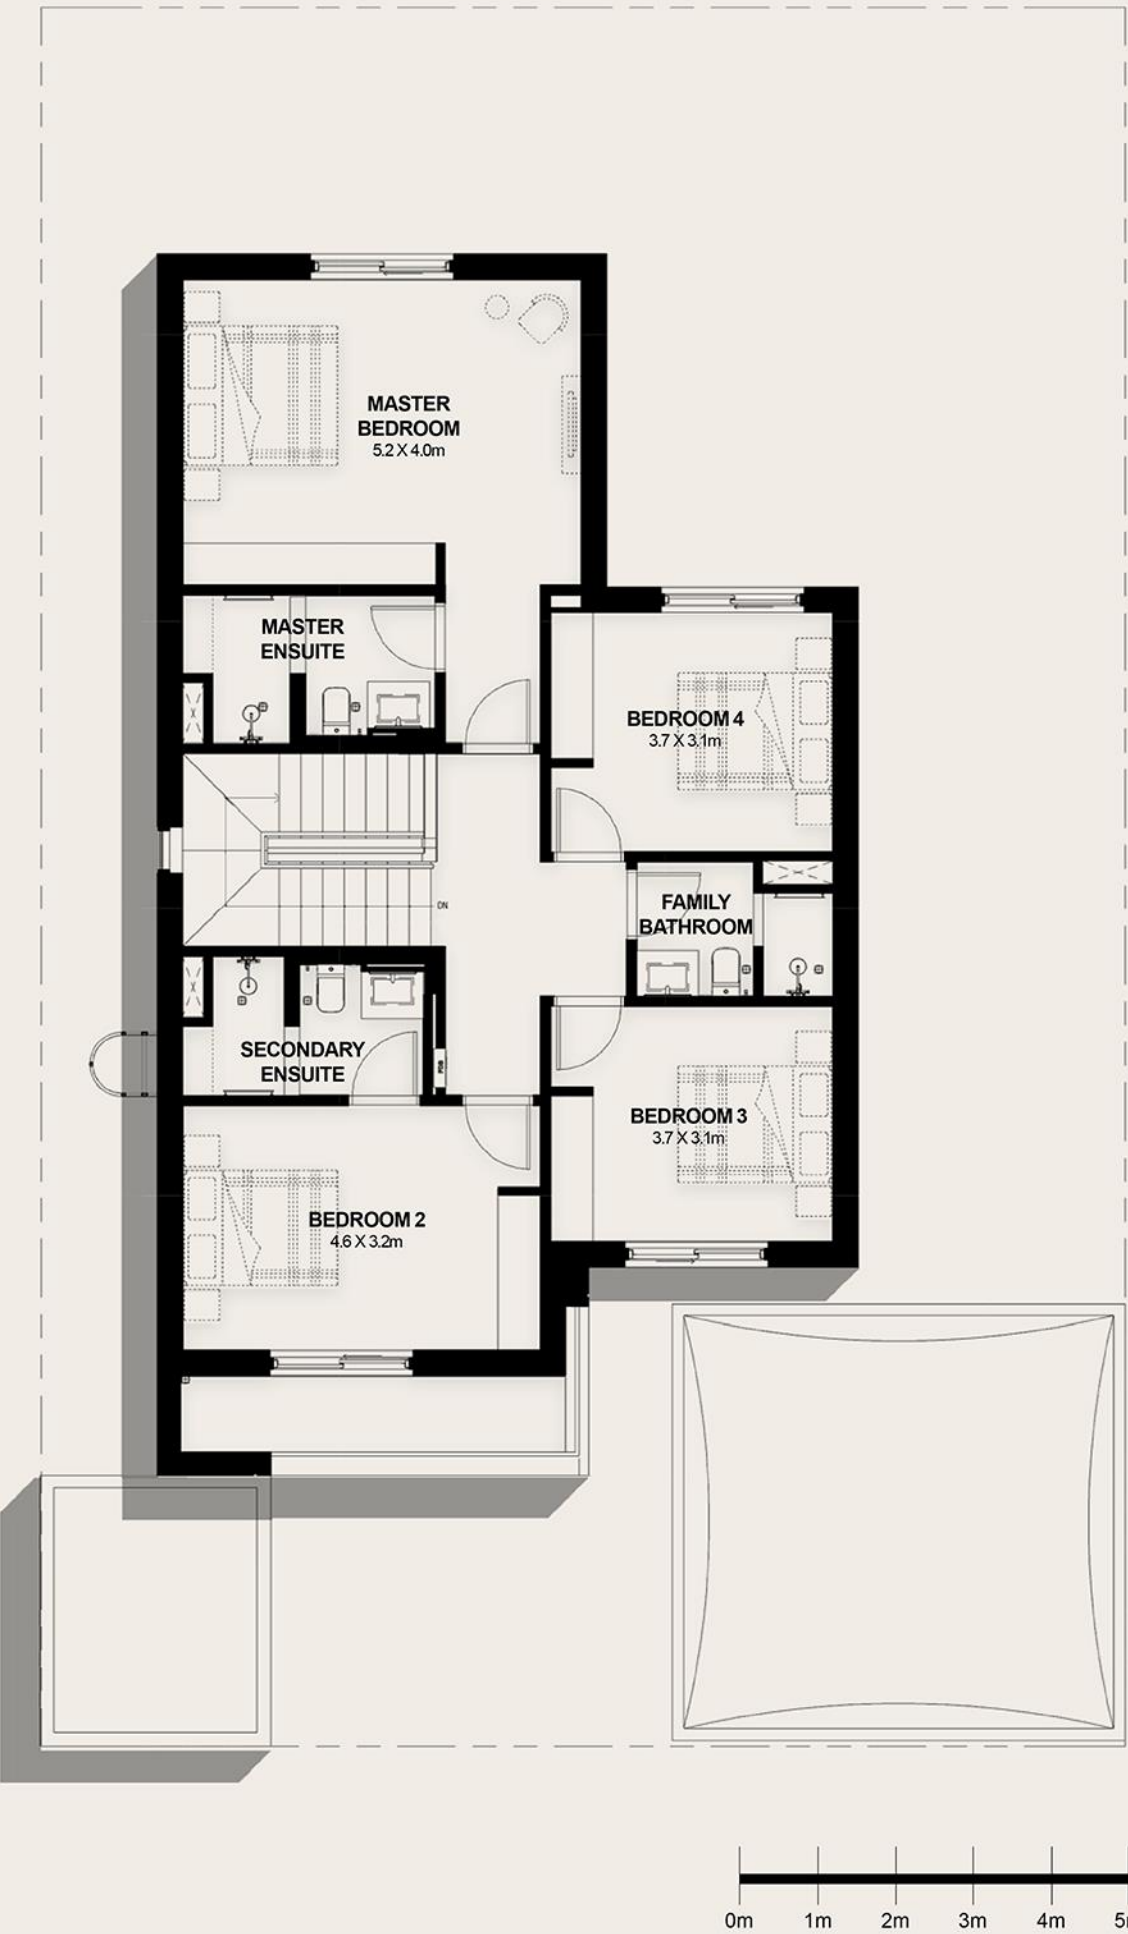 MASTER
BEDROOM
5.2 X 4.0m
MASTER
ENSUITE
BEDROOM 4
3.7 X 3.1m
DN
FAMILY
BATHROOM
SECONDARY
ENSUITE
BEDROOM 3
3.7 X 3.1m
BEDROOM 2
4.6 X 3.2m
0m 1m 2m 3m 4m